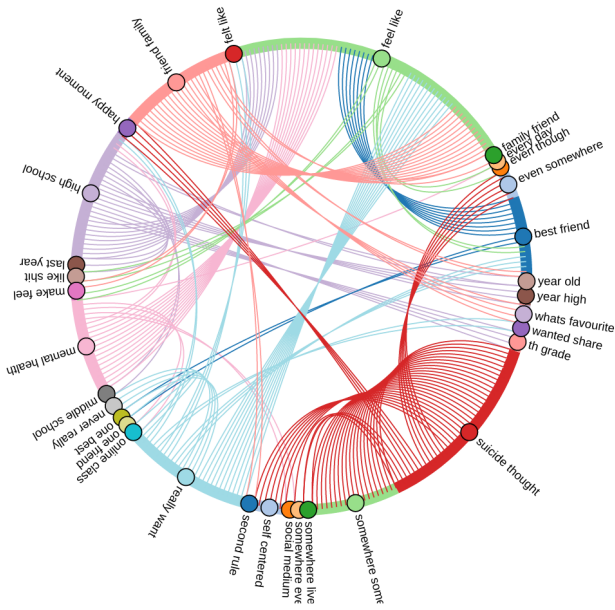 felt like
feel like
friend family
happy moment
family friend
every day
even though
even somewhere
high school
best friend
last year
like shit
make feel
year old
year high
whats favourite
wanted share
th grade
mental health
middle school
never really
one best
one friend
online class
suicide thought
really want
second rule
self centered
social medium
somewhere eve
somewhere live
somewhere some